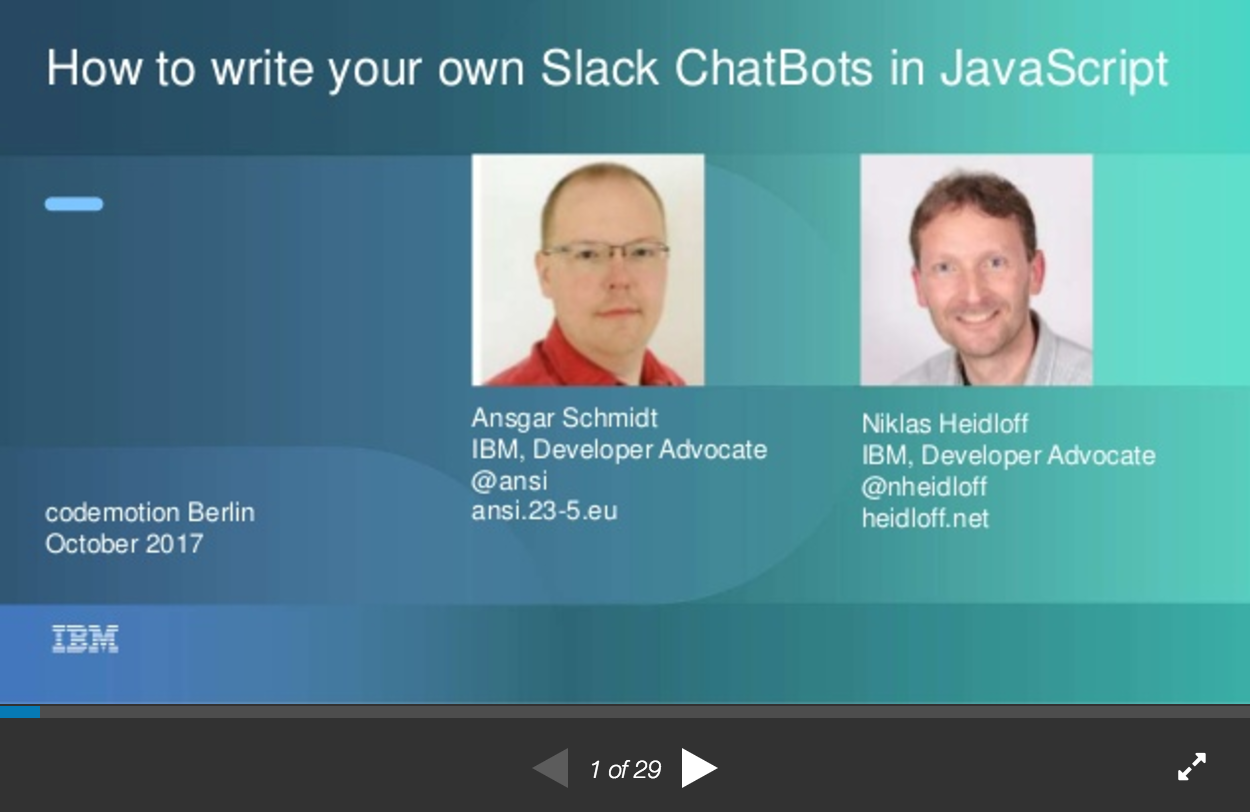 How to write your own Slack ChatBots in JavaScript
Ansgar Schmidt
IBM, Developer Advocate
@ansi
ansi.23-5.eu
Niklas Heidloff
IBM, Developer Advocate
@nheidloff
heidloff.net
codemotion Berlin
October 2017
IBM
1 of 29